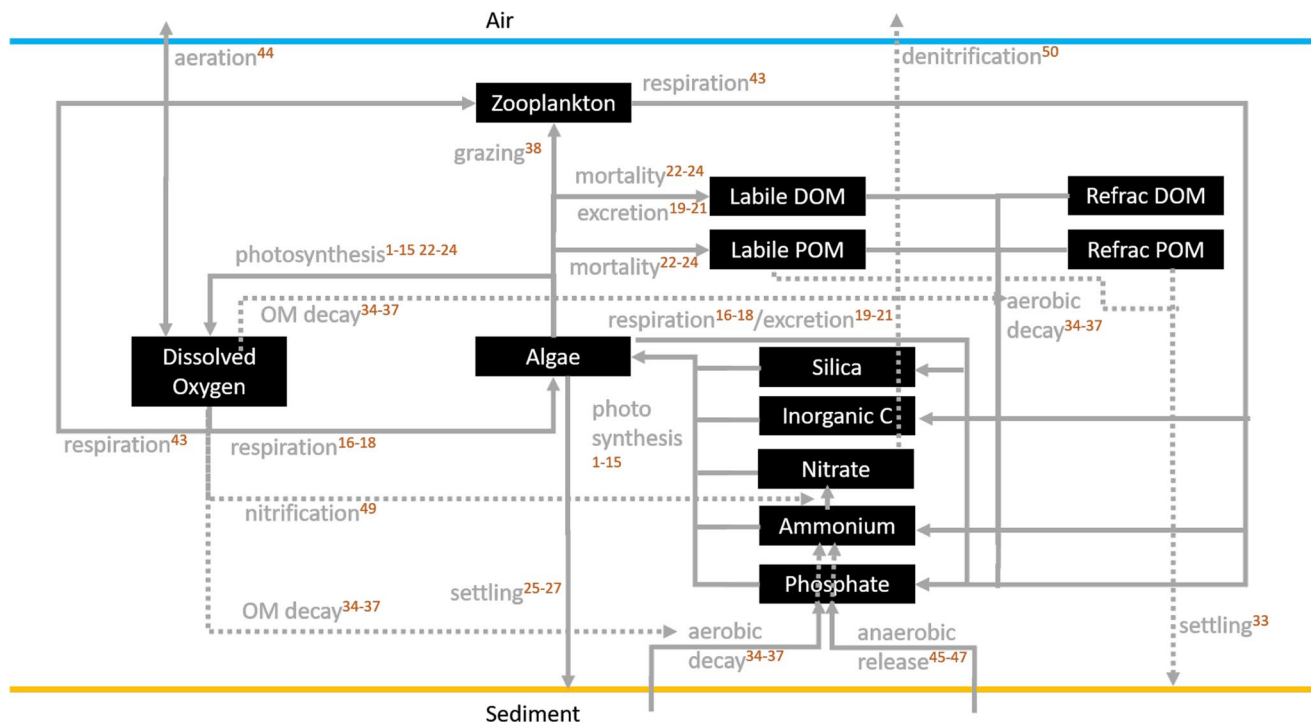 Air
aeration44
denitrification50
respiration43
Zooplankton
grazing38
mortality22-24
Labile DOM
Refrac DOM
excretion19-21
photosynthesis1-15 22-24
Labile POM
Refrac POM
mortality22-24
OM decay34-37
aerobic
decay34-37
respiration16-18/excretion19-21
Dissolved
Oxygen
Algae
Silica
Inorganic C
photo
synthesis
1-15
respiration43
respiration16-18
Nitrate
nitrification49
Ammonium
Phosphate
settling25-27
OM decay34-37
aerobic
decay34-37
anaerobic
release45-47
settling33
Sediment